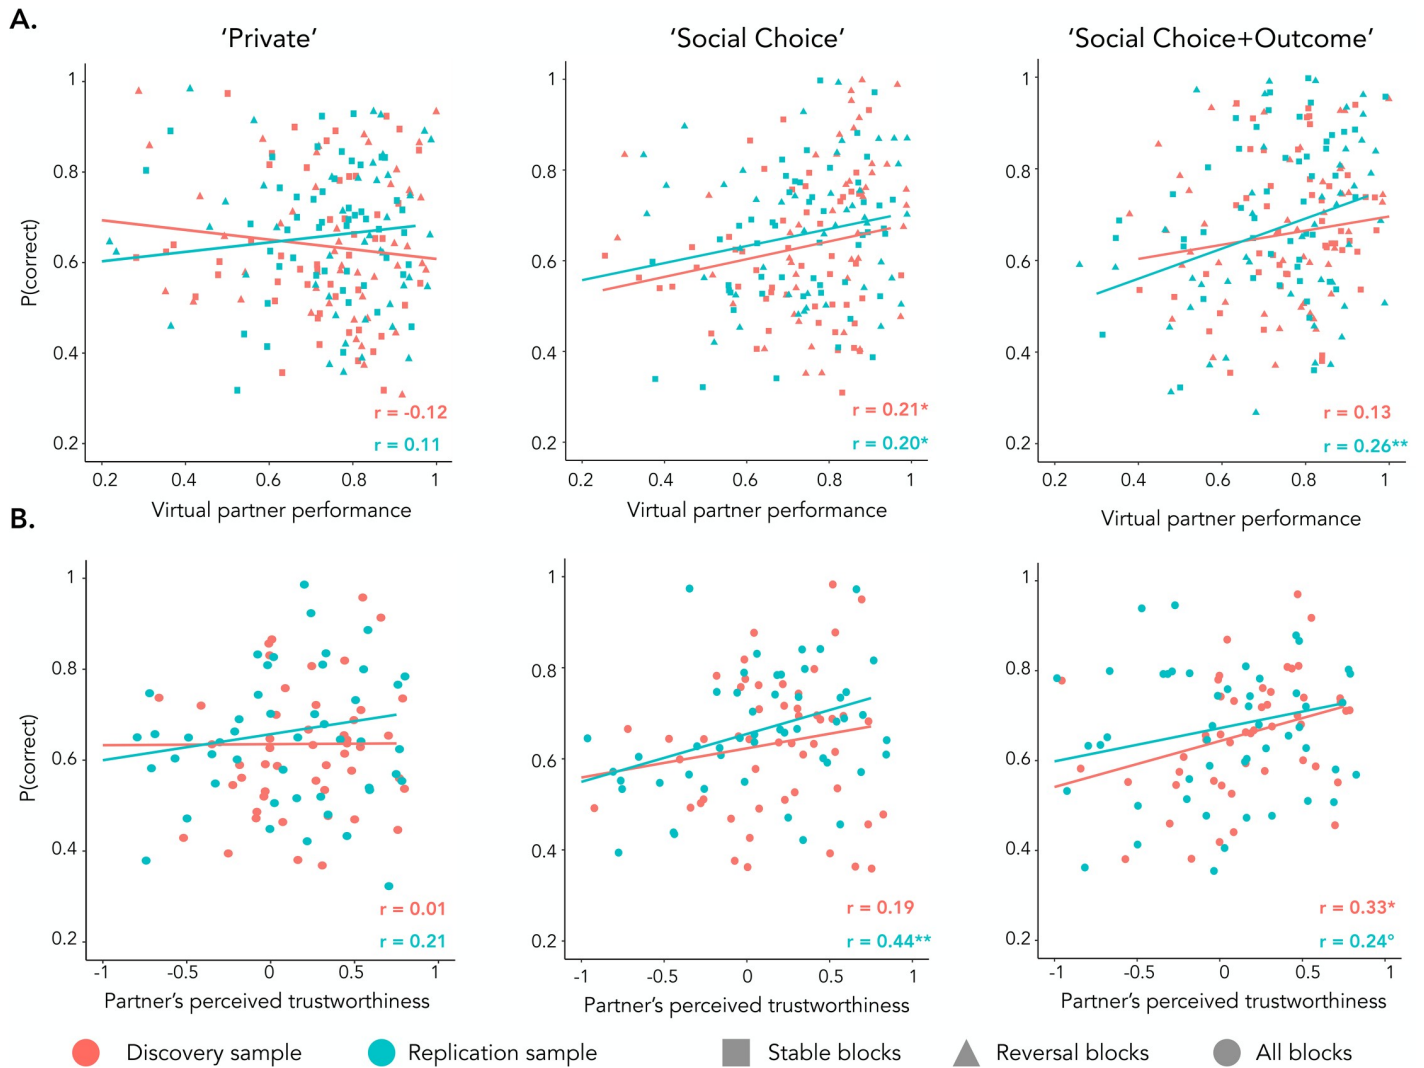 A.
'Private'
'Social Choice'
'Social Choice+Outcome'
P(correct)
1
0.8
0.6
0.4
0.2
r = -0.12
r = 0.11
0.2 0.4 0.6 0.8 1
Virtual partner performance
1
0.8
0.6
0.4
0.2
r = 0.21*
r = 0.20*
0.2 0.4 0.6 0.8 1
Virtual partner performance
1
0.8
0.6
0.4
0.2
r = 0.13
r = 0.26**
0.2 0.4 0.6 0.8 1
Virtual partner performance
B.
P(correct)
1
0.8
0.6
0.4
0.2
r = 0.01
r = 0.21
-1 -0.5 0 0.5 1
Partner's perceived trustworthiness
1
0.8
0.6
0.4
0.2
r = 0.19
r = 0.44**
-1 -0.5 0 0.5 1
Partner's perceived trustworthiness
1
0.8
0.6
0.4
0.2
r = 0.33*
r = 0.24°
-1 -0.5 0 0.5 1
Partner's perceived trustworthiness
Discovery sample Replication sample Stable blocks Reversal blocks All blocks